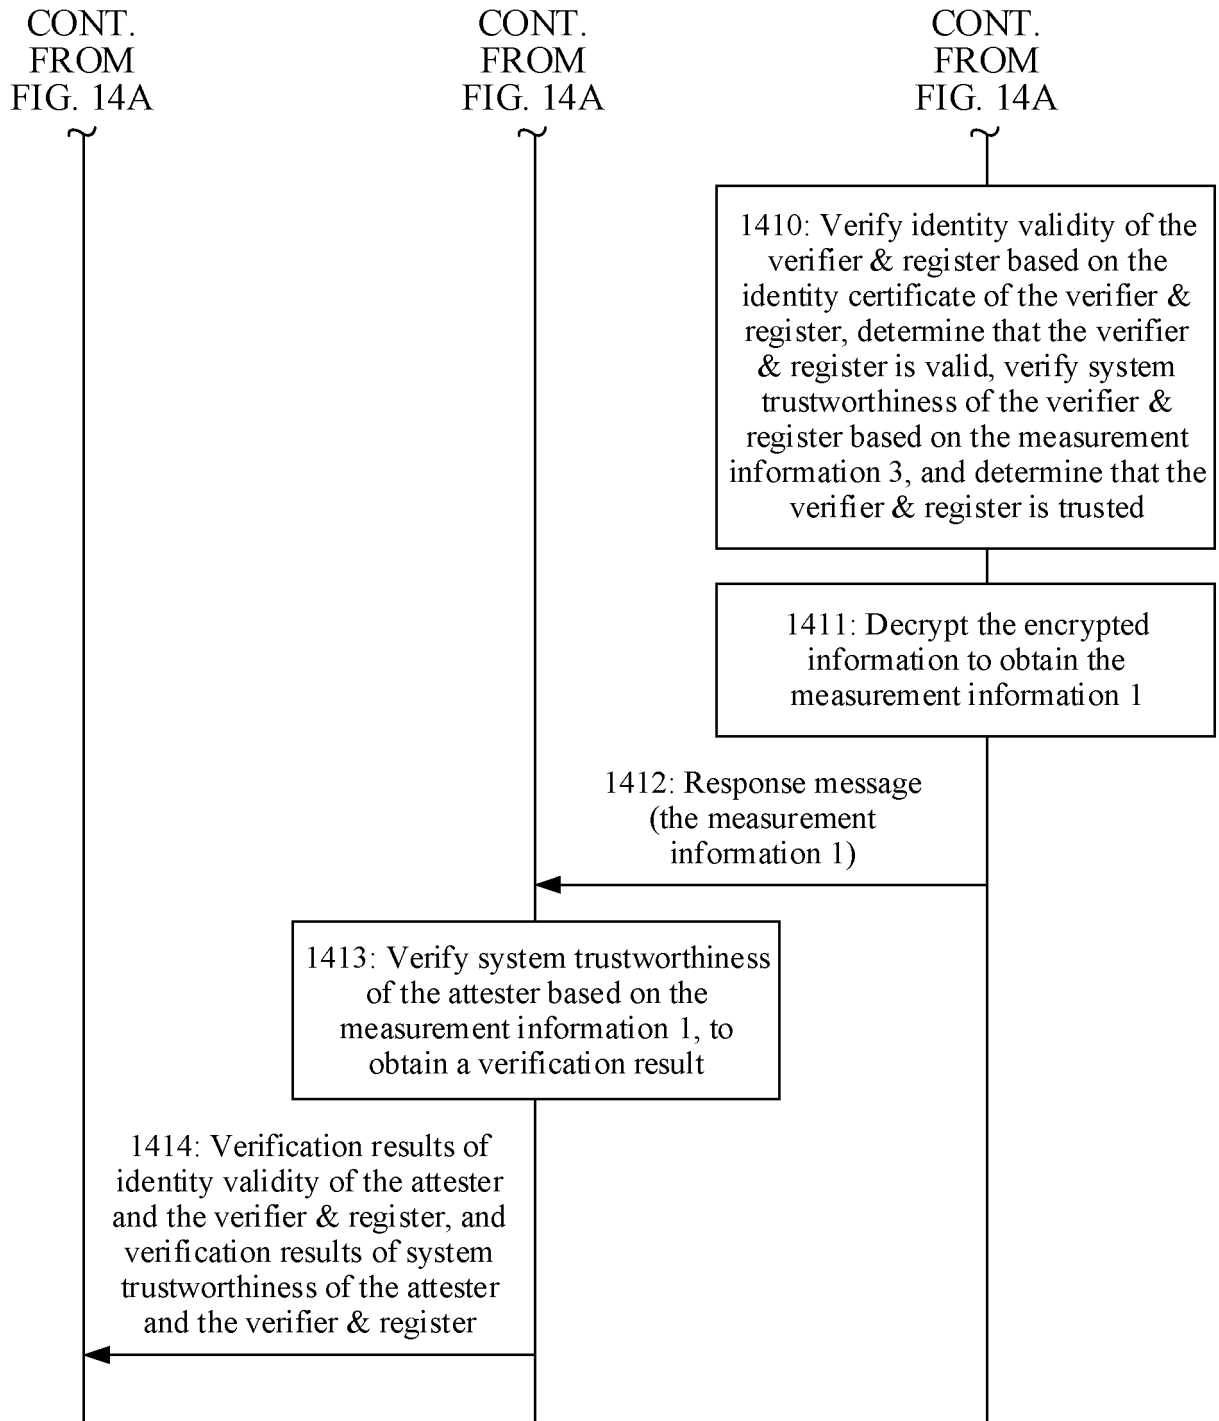 CONT.
FROM
FIG. 14A
CONT.
FROM
FIG. 14A
CONT.
FROM
FIG. 14A
1410: Verify identity validity of the
verifier & register based on the
identity certificate of the verifier &
register, determine that the verifier
& register is valid, verify system
trustworthiness of the verifier &
register based on the measurement
information 3, and determine that the
verifier & register is trusted
1411: Decrypt the encrypted
information to obtain the
measurement information 1
1412: Response message
(the measurement
information 1)
1413: Verify system trustworthiness
of the attester based on the
measurement information 1, to
obtain a verification result
1414: Verification results of
identity validity of the attester
and the verifier & register, and
verification results of system
trustworthiness of the attester
and the verifier & register